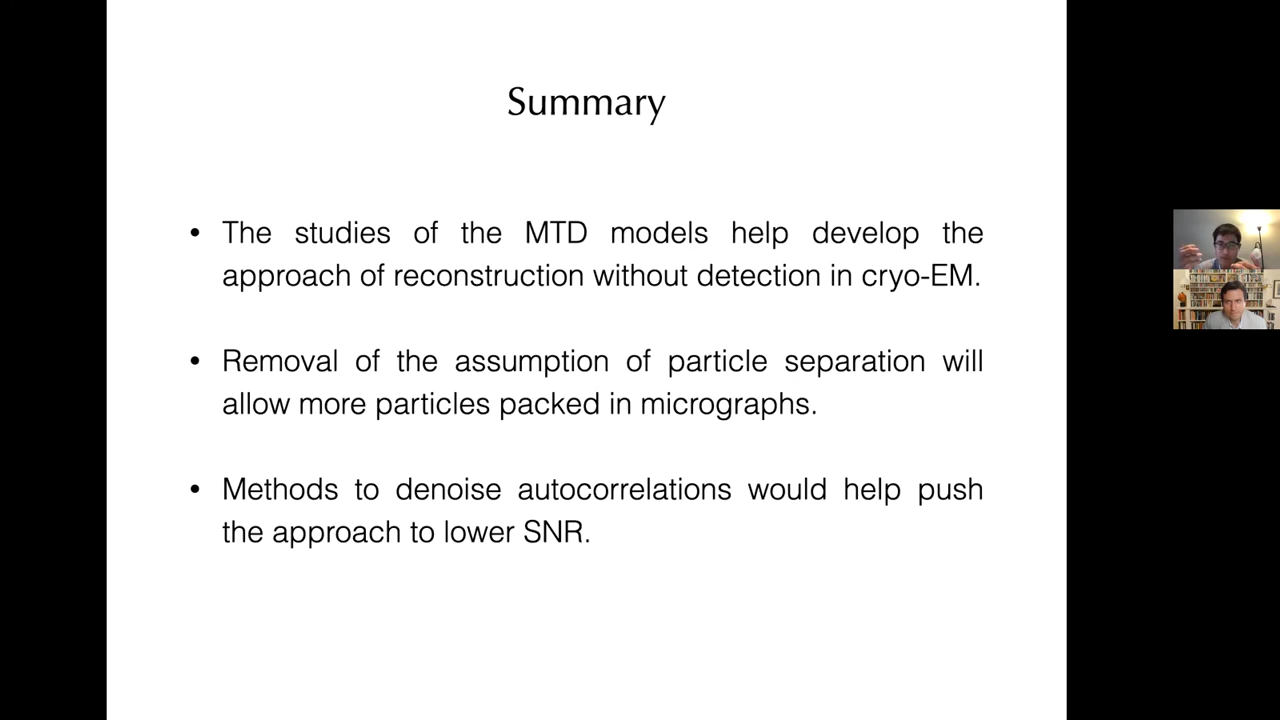 Summary
• The studies of the MTD models help develop the
approach of reconstruction without detection in cryo-EM.
• Removal of the assumption of particle separation will
allow more particles packed in micrographs.
• Methods to denoise autocorrelations would help push
the approach to lower SNR.